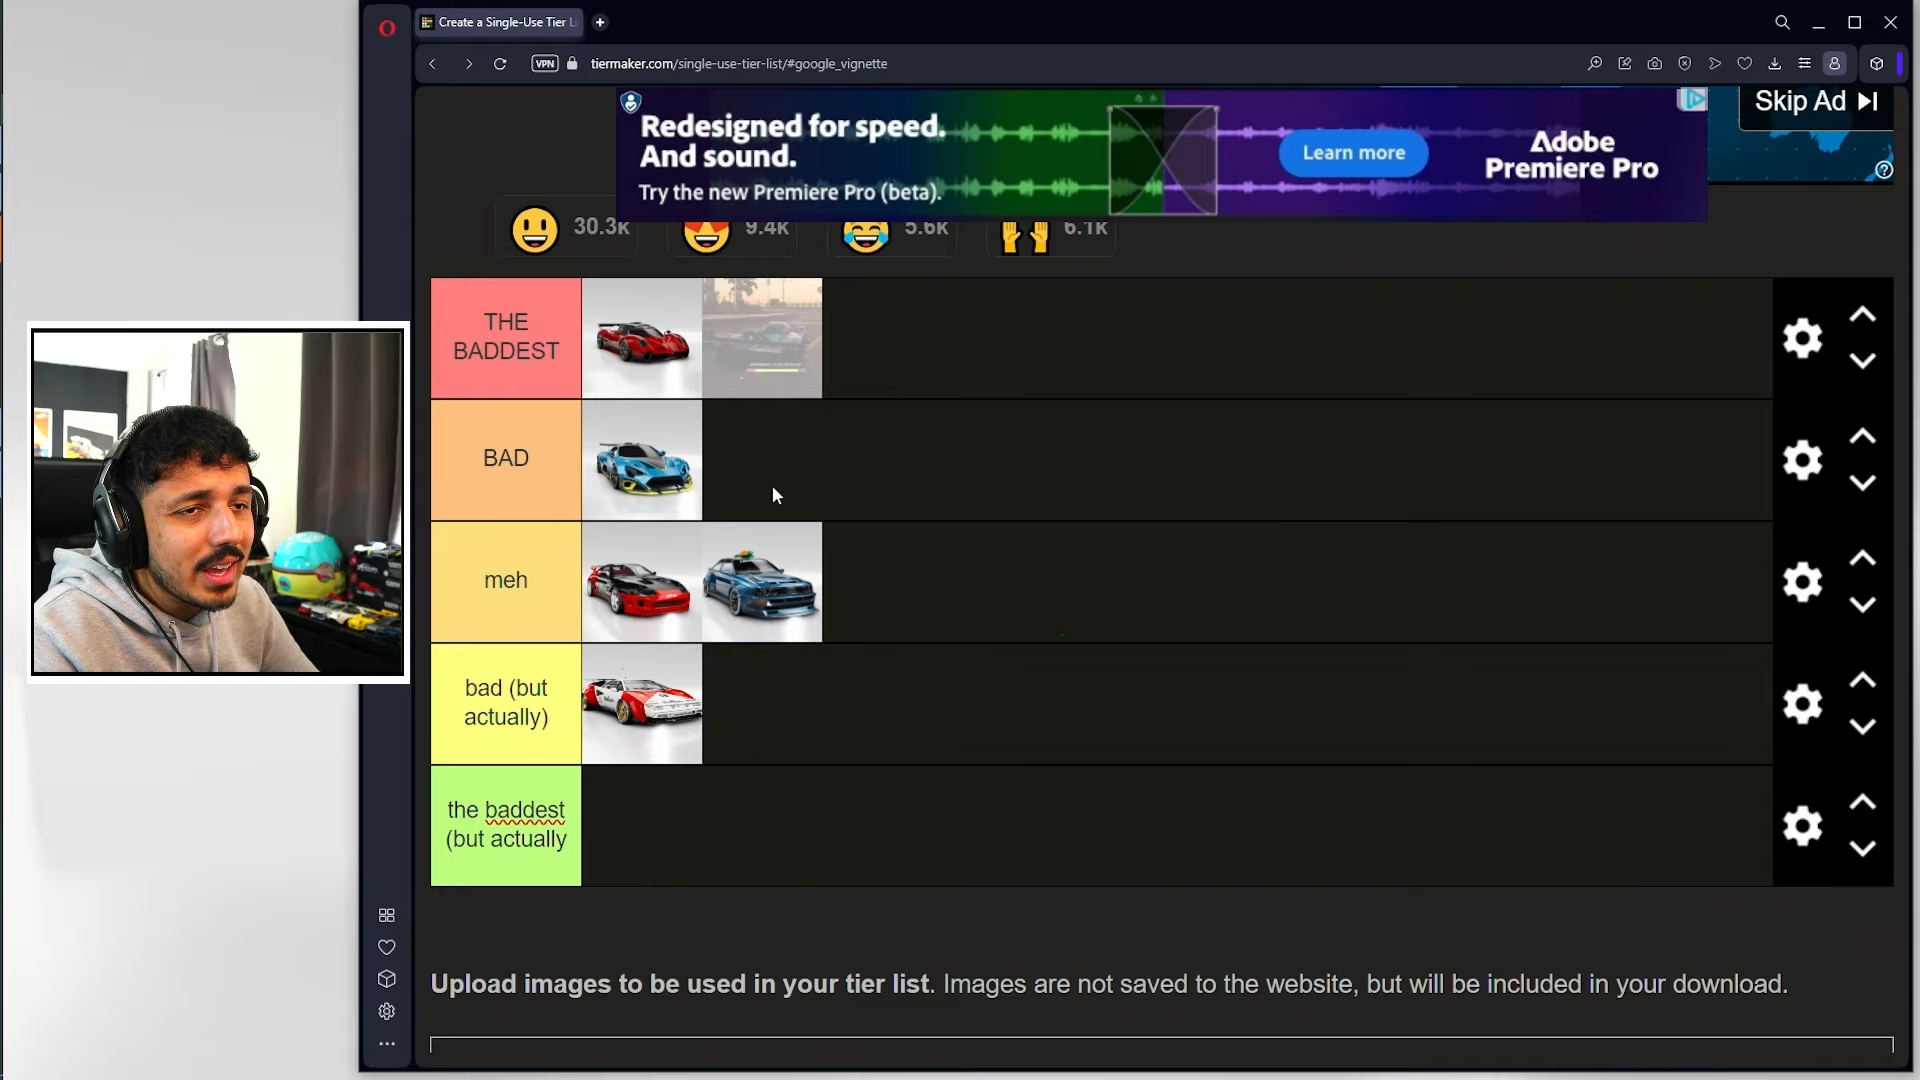 Create a Single-Use Tier Li
VPN
tiermaker.com/single-use-tier-list/#google_vignette
Redesigned for speed.
And sound.
Try the new Premiere Pro (beta).
Learn more
Adobe
Premiere Pro
Skip Ad
30.3k
9.4k
5.6k
6.1k
THE
BADDEST
BAD
meh
bad (but
actually)
the baddest
(but actually
Upload images to be used in your tier list. Images are not saved to the website, but will be included in your download.